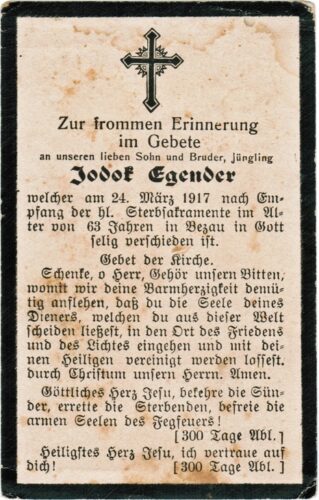 Zur frommen Erinnerung
im Gebete
an unseren lieben Sohn und Bruder, jüngling
Jodok Egender
welcher am 24. März 1917 nach Em-
pfang der hl. Sterbsakramente im Al-
ter von 63 Jahren in Bezau in Gott
selig verschieden ist.
Gebet der Kirche.
Schenke, o Herr, Gehör unsern Bitten,
womit wir deine Barmherzigkeit demü-
tig anflehen, daß du die Seele deines
Dieners, welchen du aus dieser Welt
scheiden ließest, in den Ort des Friedens
und des Lichtes eingehen und mit dei-
nen Heiligen vereinigt werden lossest,
durch Christum unsern Herrn. Amen.
Göttliches Herz Jesu, bekehre die Sün-
der, errette die Sterbenden, befreie die
armen Seelen des Fegfeuers!
[300 Tage Abl.]
Heiligstes Herz Jesu, ich vertraue auf
dich! [300 Tage Abl.]